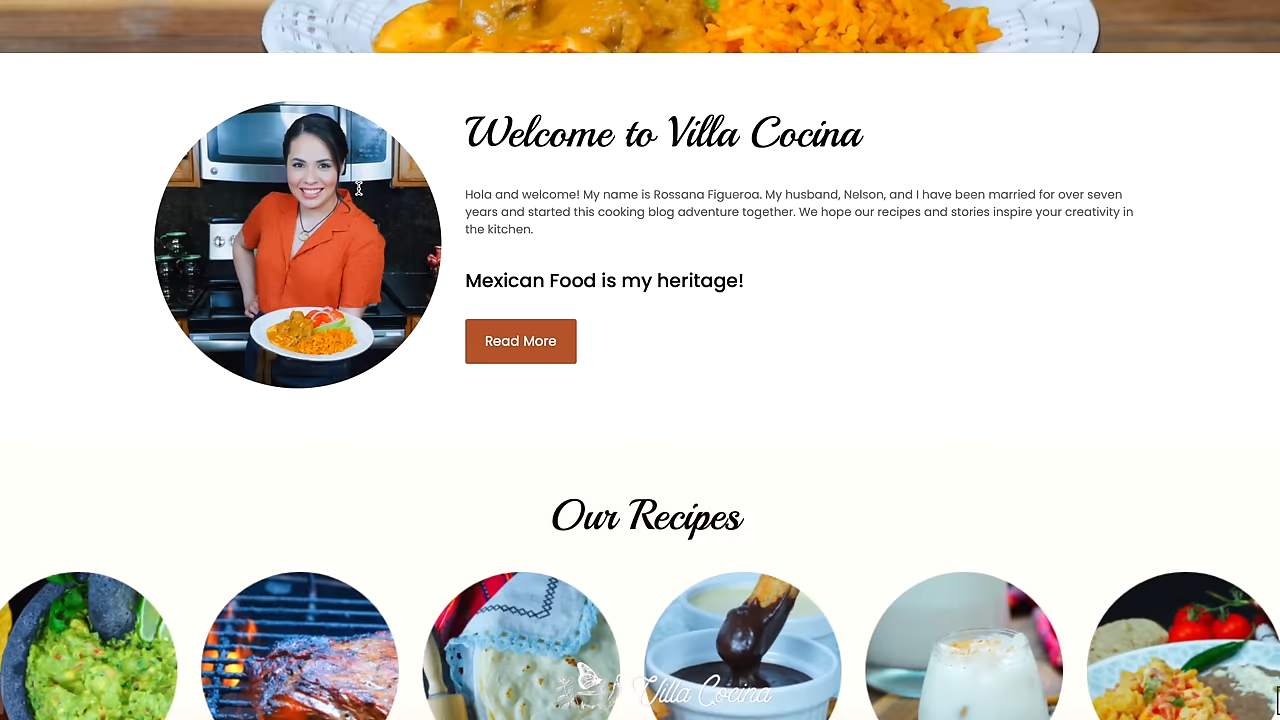 Welcome to Villa Cocina
Hola and welcome! My name is Rossana Figueroa. My husband, Nelson, and I have been married for over seven
years and started this cooking blog adventure together. We hope our recipes and stories inspire your creativity in
the kitchen.
Mexican Food is my heritage!
Read More
Our Recipes
Villa Cocina